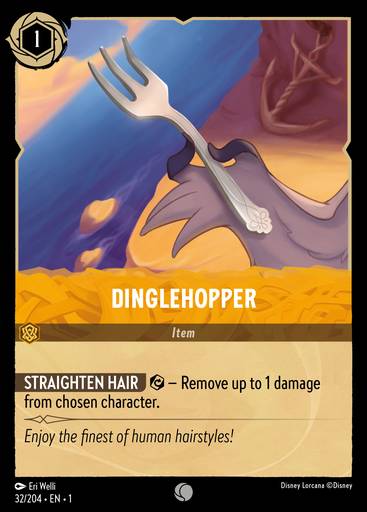 1
DINGLEHOPPER
Item
STRAIGHTEN HAIR – Remove up to 1 damage
from chosen character.
Enjoy the finest of human hairstyles!
Eri Welli
Disney Lorcana ©Disney
32/204 • EN • 1